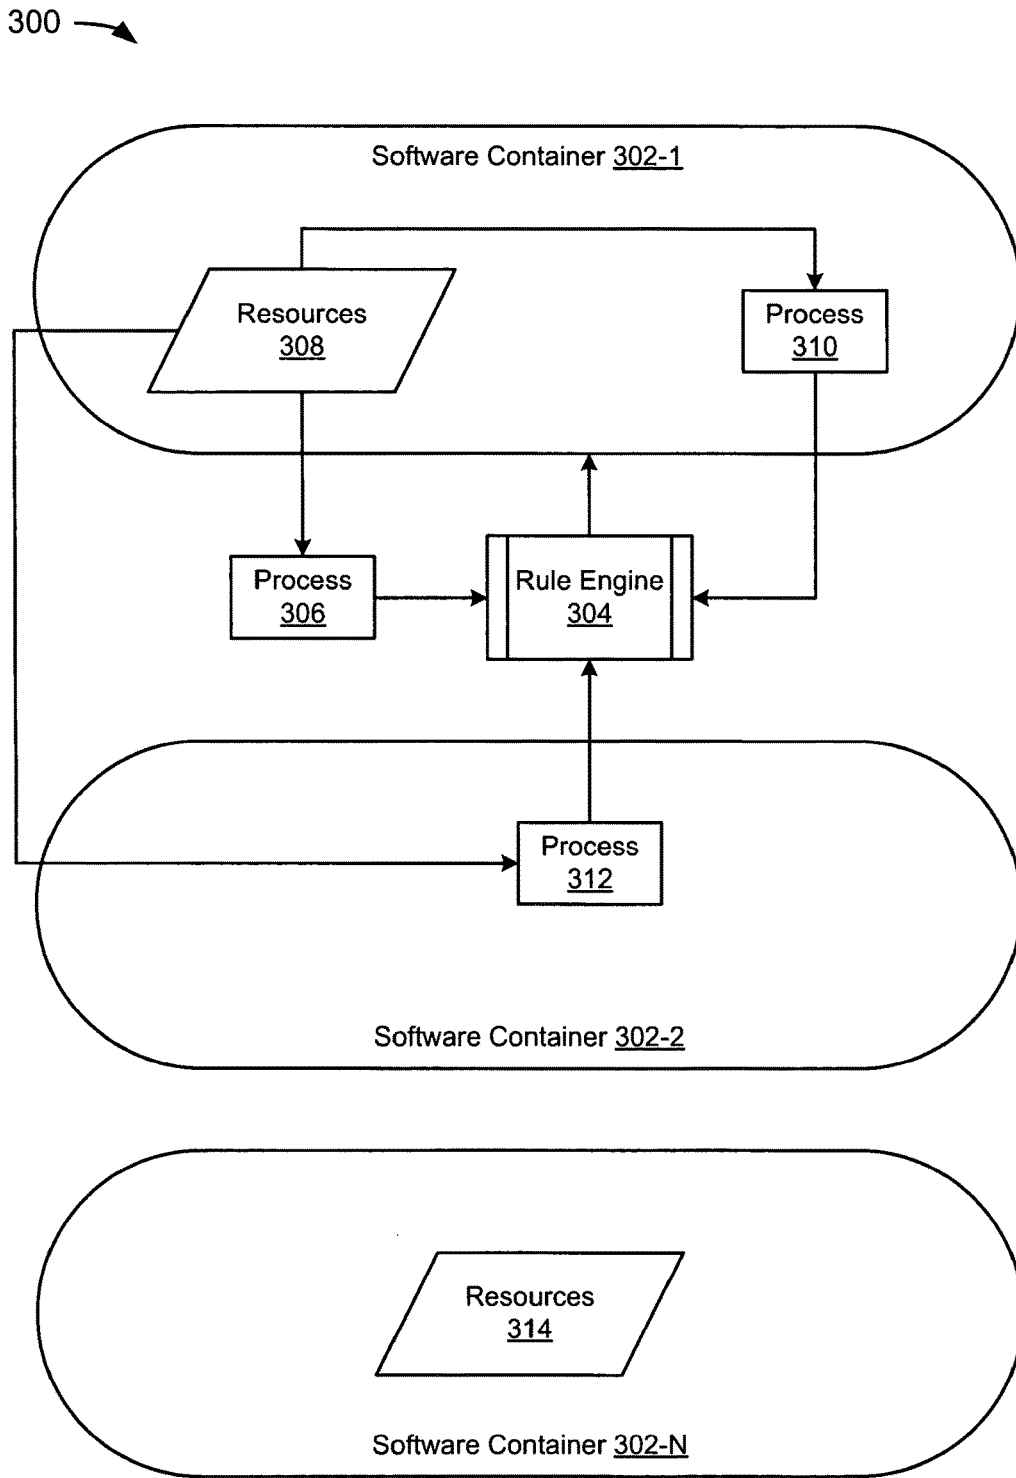 300
Software Container 302-1
Resources
308
Process
310
Process
306
Rule Engine
304
Process
312
Software Container 302-2
Resources
314
Software Container 302-N